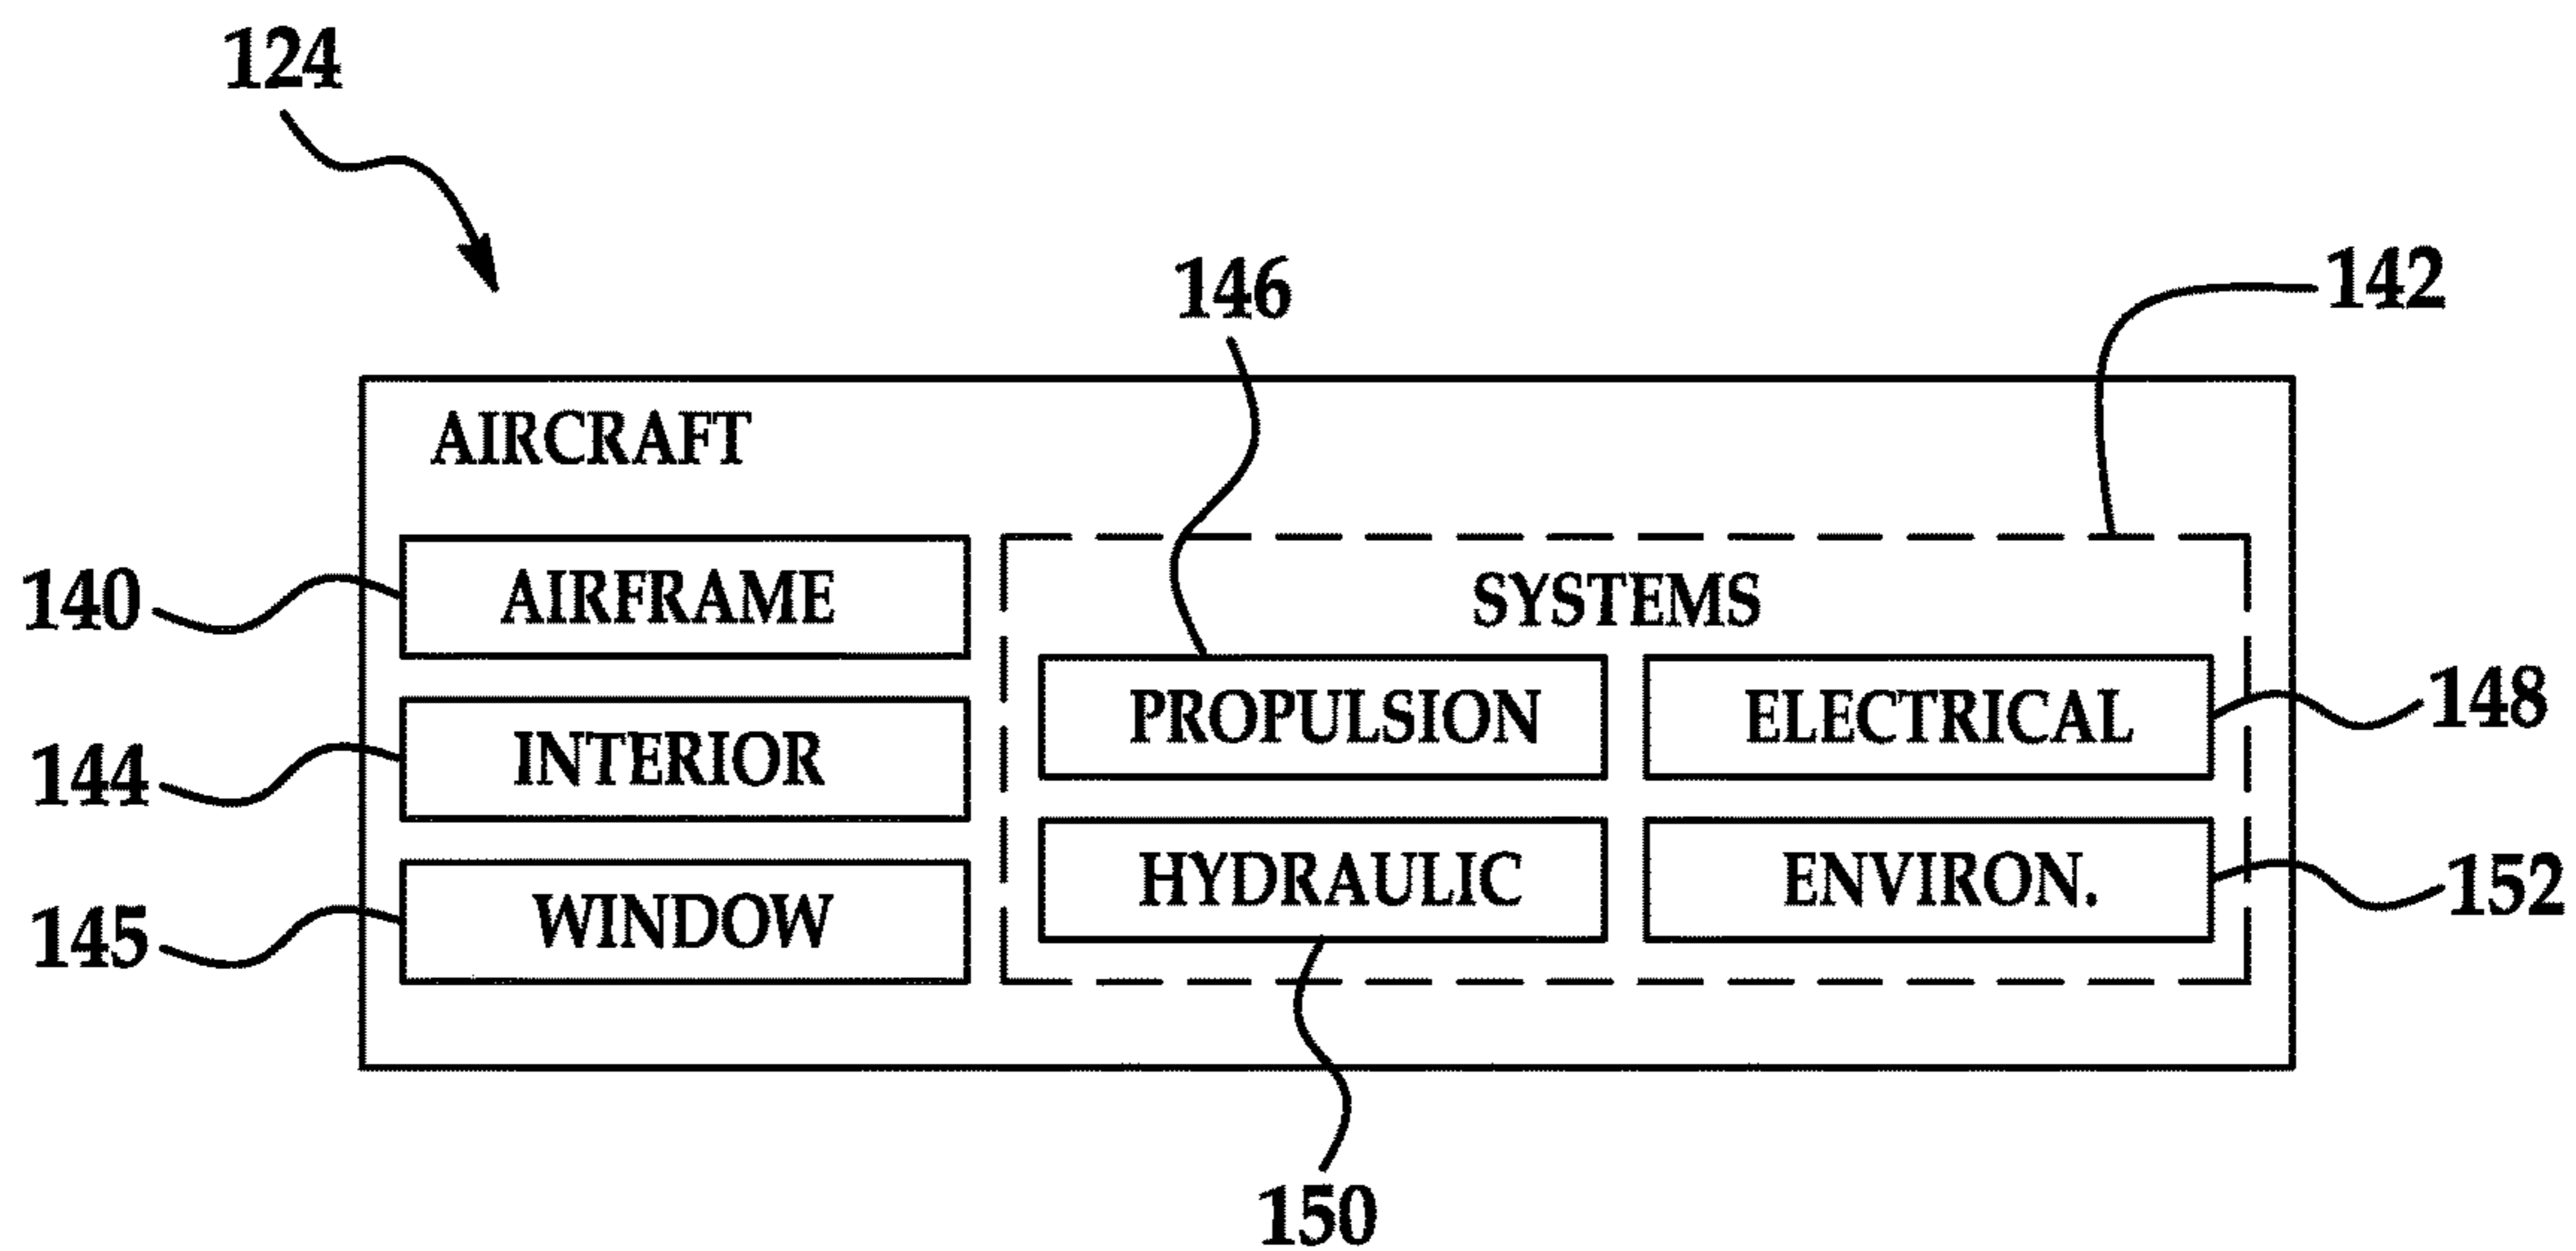 124
146
142
AIRCRAFT
140
AIRFRAME
SYSTEMS
PROPULSION
ELECTRICAL
148
144
INTERIOR
HYDRAULIC
ENVIRON.
152
145
WINDOW
150